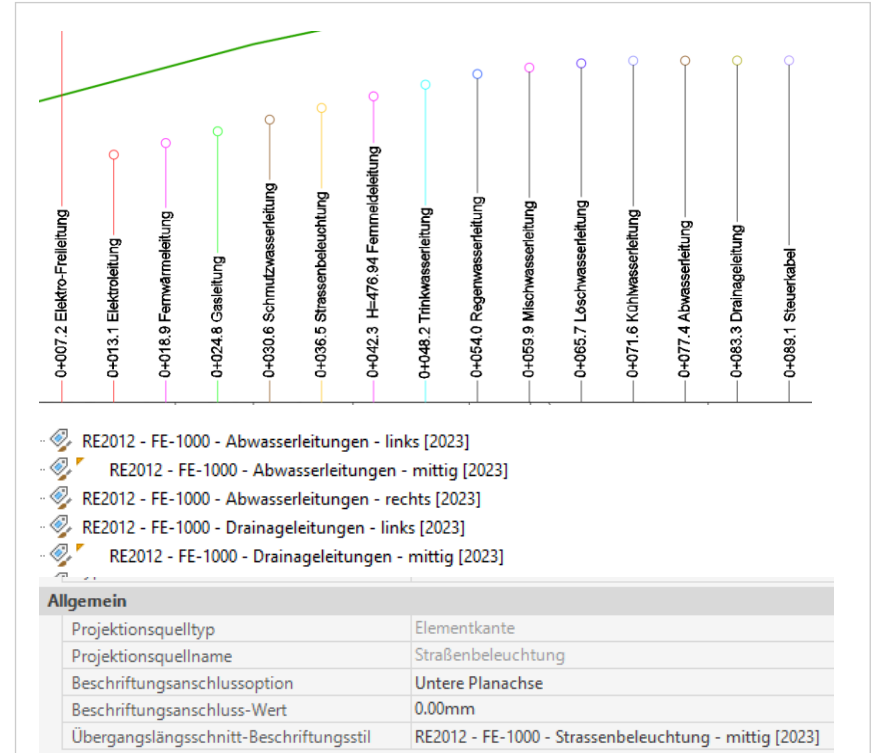 0+007.2 Elektro-Freileitung
0+013.1 Elektroleitung
0+018.9 Fernwärmeleitung
0+024.8 Gasleitung
0+030.6 Schmutzwasserleitung
0+036.5 Strassenbeleuchtung
0+042.3 H=476.94 Fernmeldeleitung
0+048.2 Trinkwasserleitung
0+054.0 Regenwasserleitung
0+059.9 Mischwasserleitung
0+065.7 Löschwasserleitung
0+071.6 Kühlwasserleitung
0+077.4 Abwasserleitung
0+083.3 Drainageleitung
0+089.1 Steuerkabel
RE2012 - FE-1000 - Abwasserleitungen - links [2023]
RE2012 - FE-1000 - Abwasserleitungen - mittig [2023]
RE2012 - FE-1000 - Abwasserleitungen - rechts [2023]
RE2012 - FE-1000 - Drainageleitungen - links [2023]
RE2012 - FE-1000 - Drainageleitungen - mittig [2023]
Allgemein
Projektionsquelltyp Elementkante
Projektionsquellname Straßenbeleuchtung
Beschriftungsanschlussoption Untere Planachse
Beschriftungsanschluss-Wert 0.00mm
Übergangslängsschnitt-Beschriftungsstil RE2012 - FE-1000 - Strassenbeleuchtung - mittig [2023]